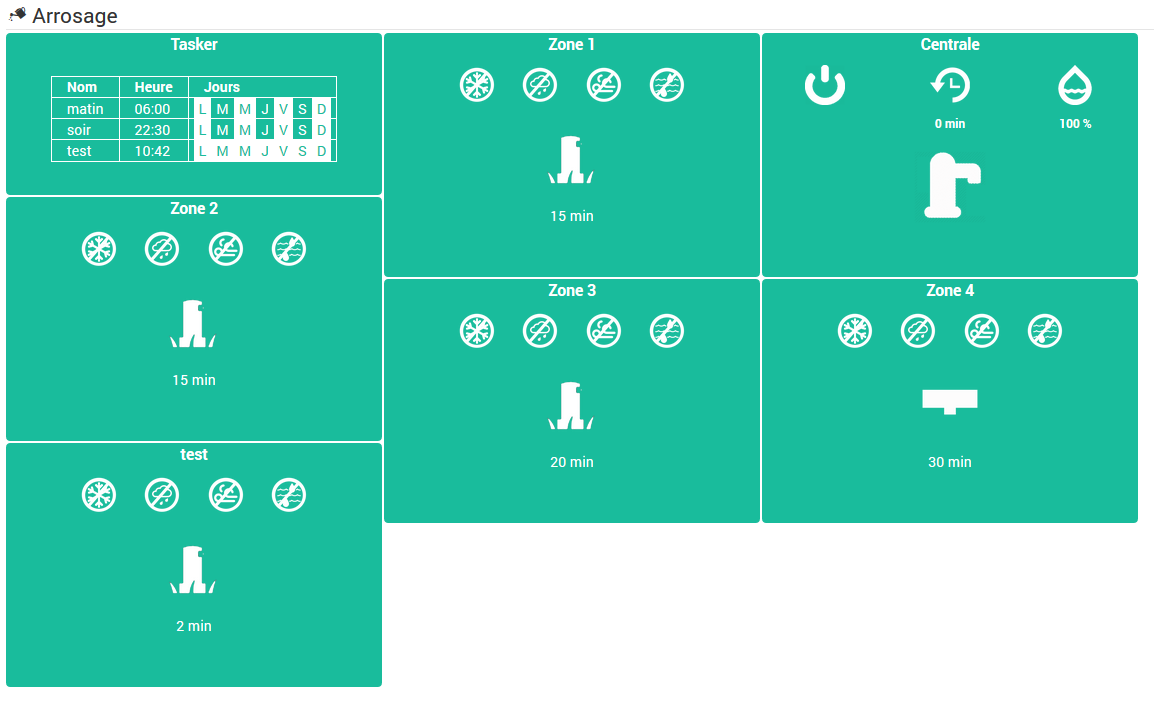 Arrosage
Tasker
Nom Heure Jours
matin 06:00 L M M J V S D
soir 22:30 L M M J V S D
test 10:42 L M M J V S D
Zone 1
15 min
Centrale
0 min 100 %
Zone 2
15 min
Zone 3
20 min
Zone 4
30 min
test
2 min